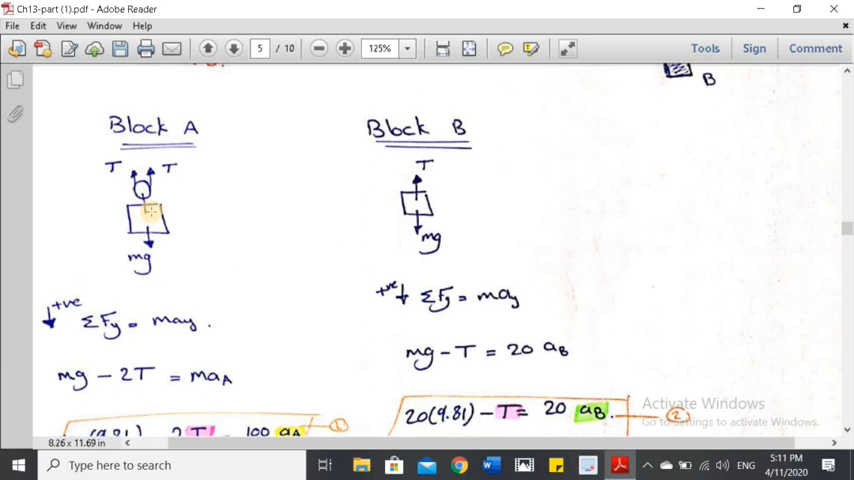 Ch13-part (1).pdf - Adobe Reader
File Edit View Window Help
5 / 10
125%
Tools Sign Comment
B
Block A
T T
mg
+ve ΣFy = may.
mg - 2T = maA
(9.81) 2T = 100 aA ①
Block B
T
mg
+ve ↓ ΣFy = may
mg - T = 20 aB
20(9.81) - T = 20 aB. ②
Activate Windows
Go to Settings to activate Windows.
8.26 x 11.69 in
Type here to search
ENG
5:11 PM
4/11/2020